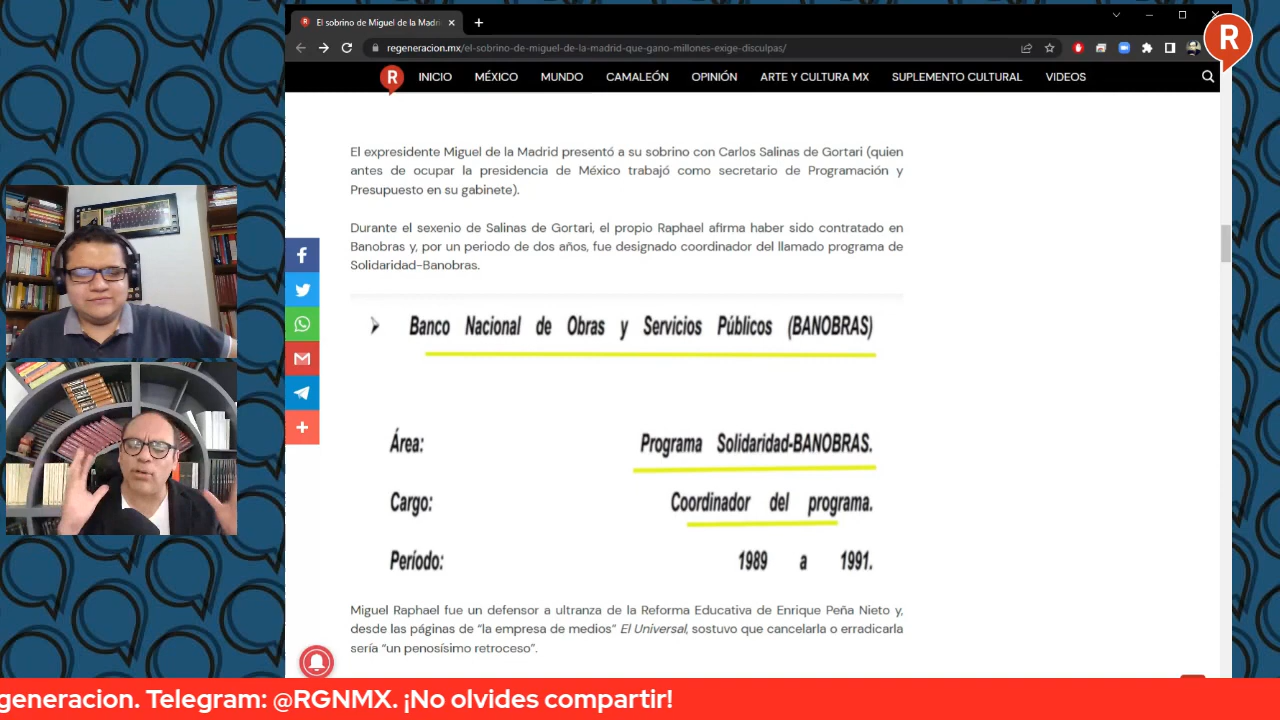 El sobrino de Miguel de la Madri
regeneracion.mx/el-sobrino-de-miguel-de-la-madrid-que-gano-millones-exige-disculpas/
R
R INICIO MÉXICO MUNDO CAMALEÓN OPINIÓN ARTE Y CULTURA MX SUPLEMENTO CULTURAL VIDEOS
El expresidente Miguel de la Madrid presentó a su sobrino con Carlos Salinas de Gortari (quien
antes de ocupar la presidencia de México trabajó como secretario de Programación y
Presupuesto en su gabinete).
Durante el sexenio de Salinas de Gortari, el propio Raphael afirma haber sido contratado en
Banobras y, por un periodo de dos años, fue designado coordinador del llamado programa de
Solidaridad-Banobras.
Banco Nacional de Obras y Servicios Públicos (BANOBRAS)
Área: Programa Solidaridad-BANOBRAS.
Cargo: Coordinador del programa.
Período: 1989 a 1991.
Miguel Raphael fue un defensor a ultranza de la Reforma Educativa de Enrique Peña Nieto y,
desde las páginas de “la empresa de medios” El Universal, sostuvo que cancelarla o erradicarla
sería “un penosísimo retroceso”.
generacion. Telegram: @RGNMX. ¡No olvides compartir!